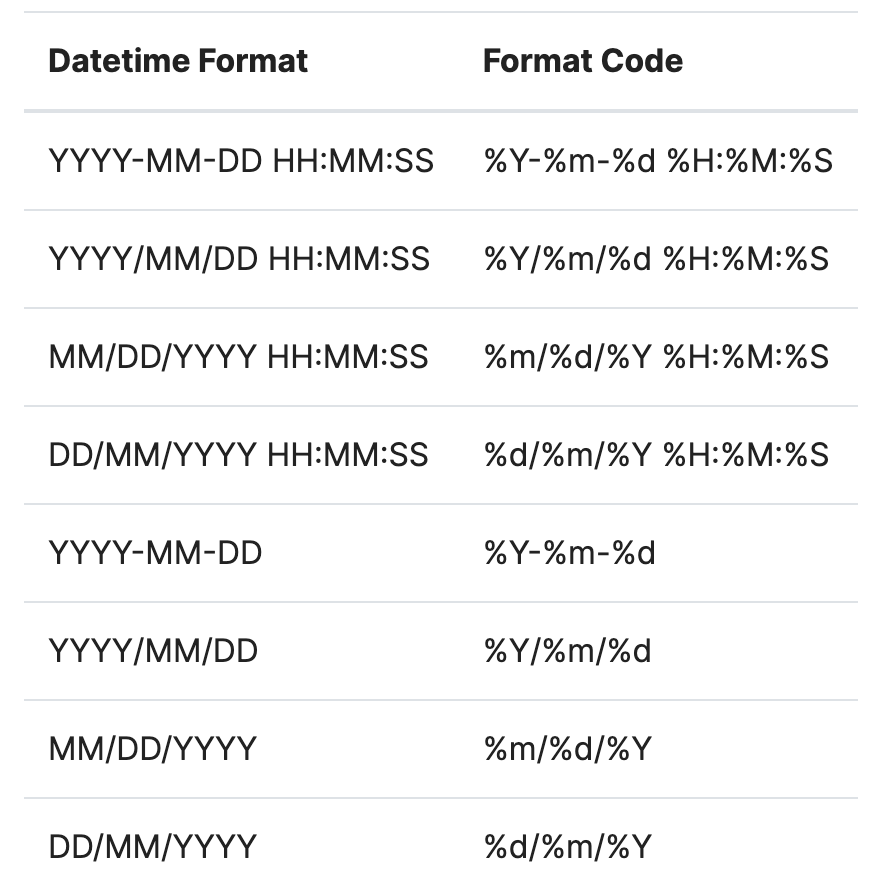 Datetime Format Format Code
YYYY-MM-DD HH:MM:SS %Y-%m-%d %H:%M:%S
YYYY/MM/DD HH:MM:SS %Y/%m/%d %H:%M:%S
MM/DD/YYYY HH:MM:SS %m/%d/%Y %H:%M:%S
DD/MM/YYYY HH:MM:SS %d/%m/%Y %H:%M:%S
YYYY-MM-DD %Y-%m-%d
YYYY/MM/DD %Y/%m/%d
MM/DD/YYYY %m/%d/%Y
DD/MM/YYYY %d/%m/%Y